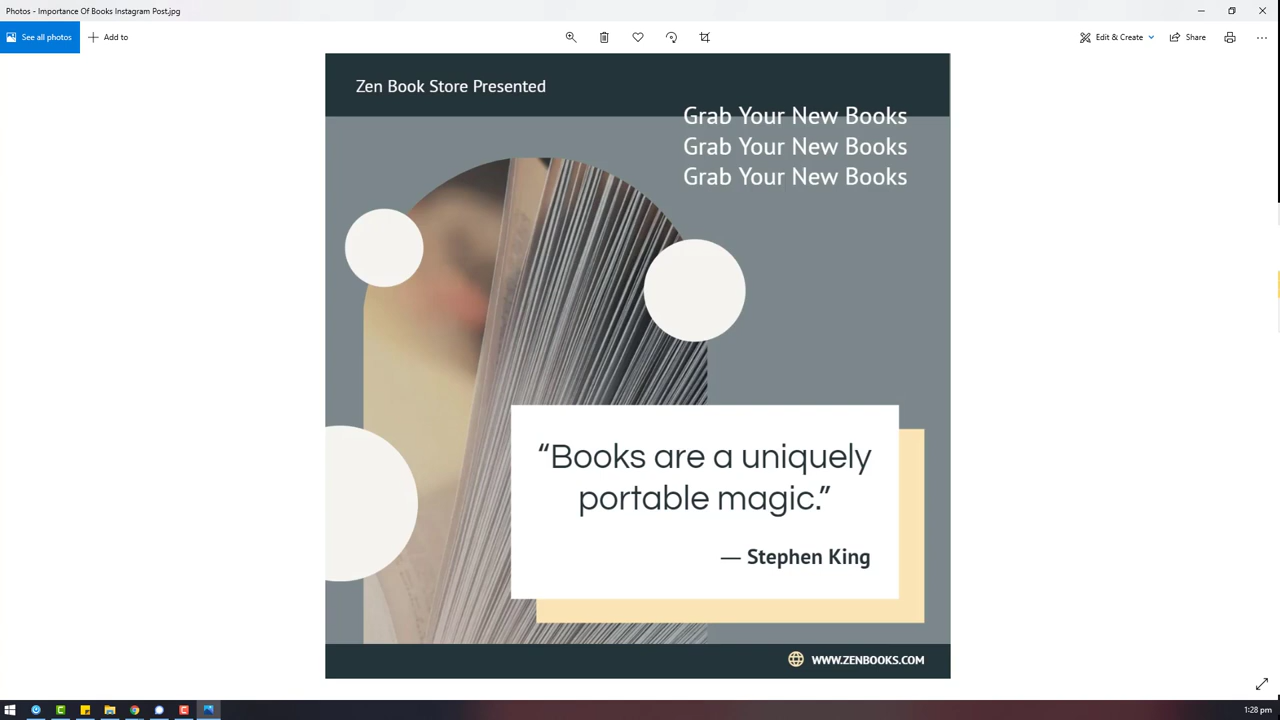 Photos - Importance Of Books Instagram Post.jpg
See all photos
Add to
Edit & Create
Share
Zen Book Store Presented
Grab Your New Books
Grab Your New Books
Grab Your New Books
“Books are a uniquely
portable magic.”
— Stephen King
WWW.ZENBOOKS.COM
1:28 pm